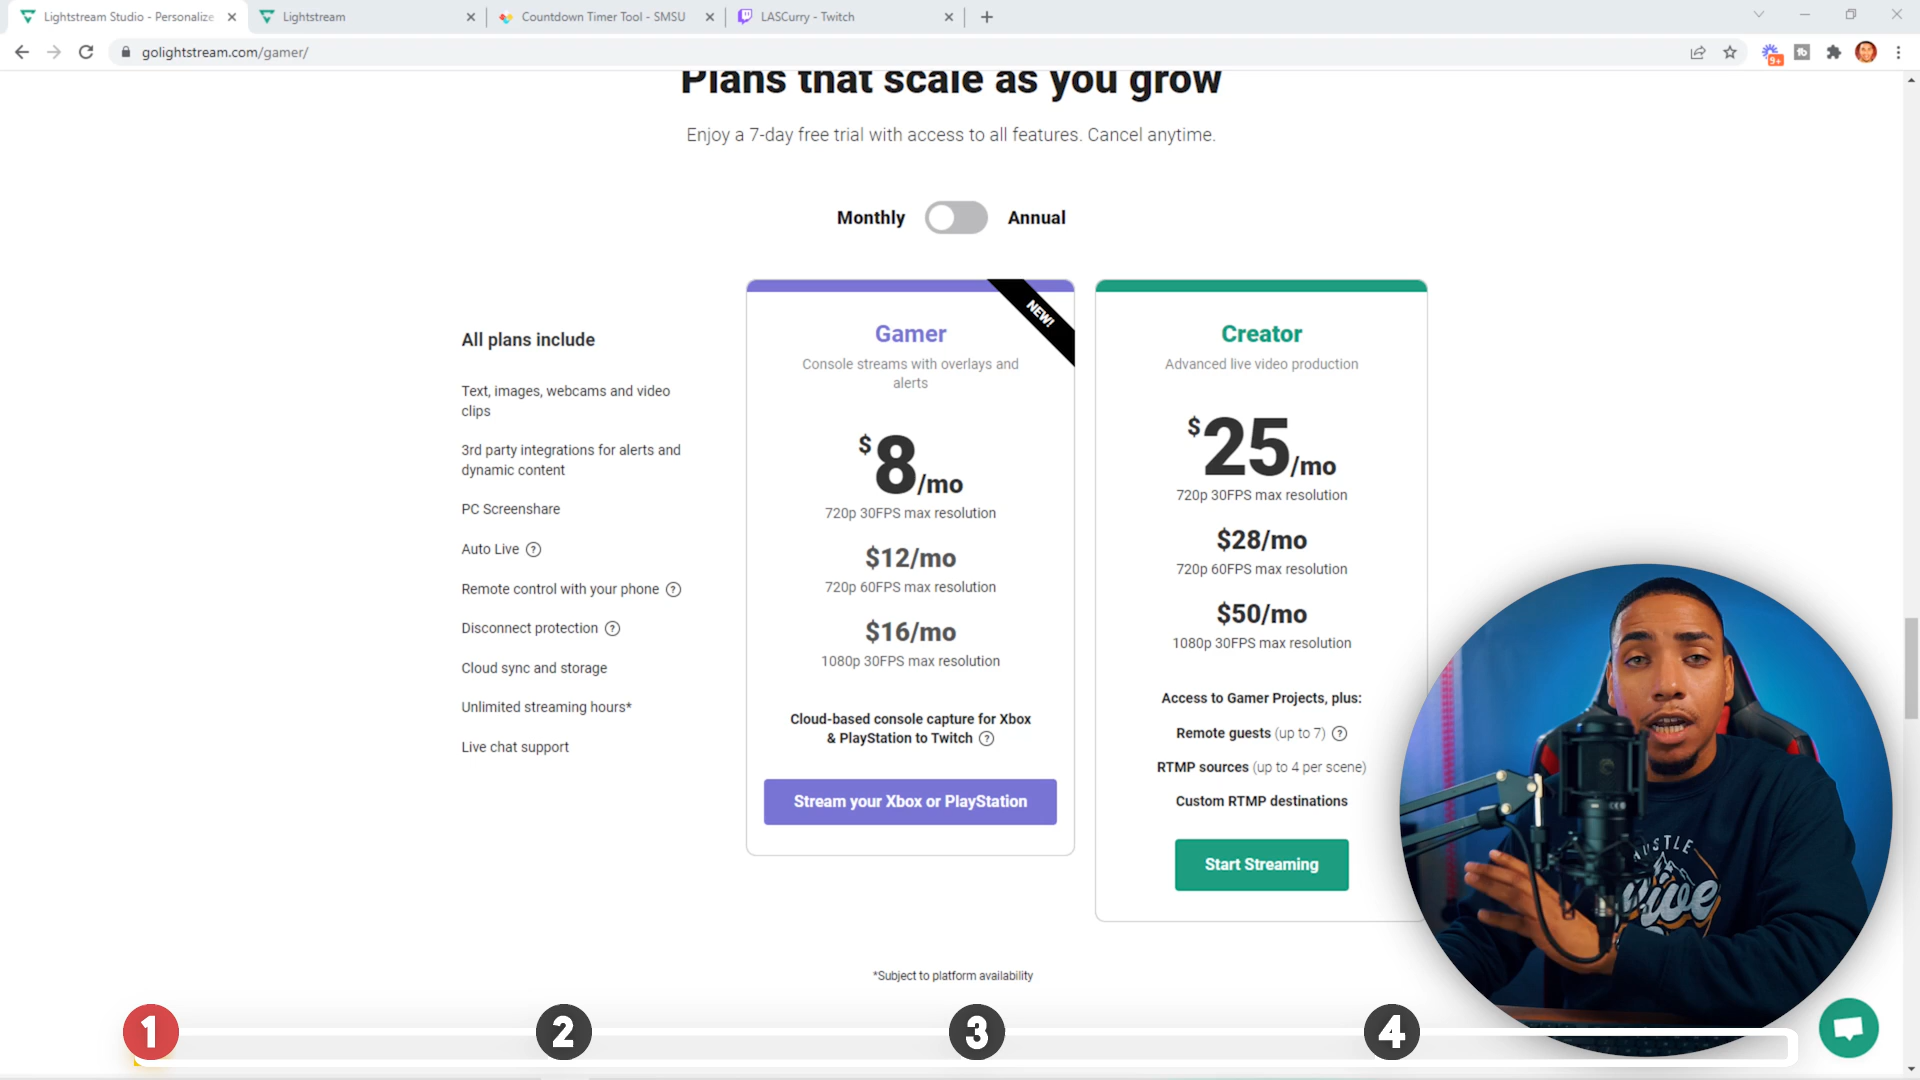 Lightstream Studio - Personalize
Lightstream
Countdown Timer Tool - SMSU
LASCurry - Twitch
golightstream.com/gamer/
9+
Plans that scale as you grow
Enjoy a 7-day free trial with access to all features. Cancel anytime.
Monthly
Annual
All plans include
Text, images, webcams and video
clips
3rd party integrations for alerts and
dynamic content
PC Screenshare
Auto Live ?
Remote control with your phone ?
Disconnect protection ?
Cloud sync and storage
Unlimited streaming hours*
Live chat support
NEW!
Gamer
Console streams with overlays and
alerts
$8/mo
720p 30FPS max resolution
$12/mo
720p 60FPS max resolution
$16/mo
1080p 30FPS max resolution
Cloud-based console capture for Xbox
& PlayStation to Twitch ?
Stream your Xbox or PlayStation
Creator
Advanced live video production
$25/mo
720p 30FPS max resolution
$28/mo
720p 60FPS max resolution
$50/mo
1080p 30FPS max resolution
Access to Gamer Projects, plus:
Remote guests (up to 7) ?
RTMP sources (up to 4 per scene)
Custom RTMP destinations
Start Streaming
*Subject to platform availability
1
2
3
4